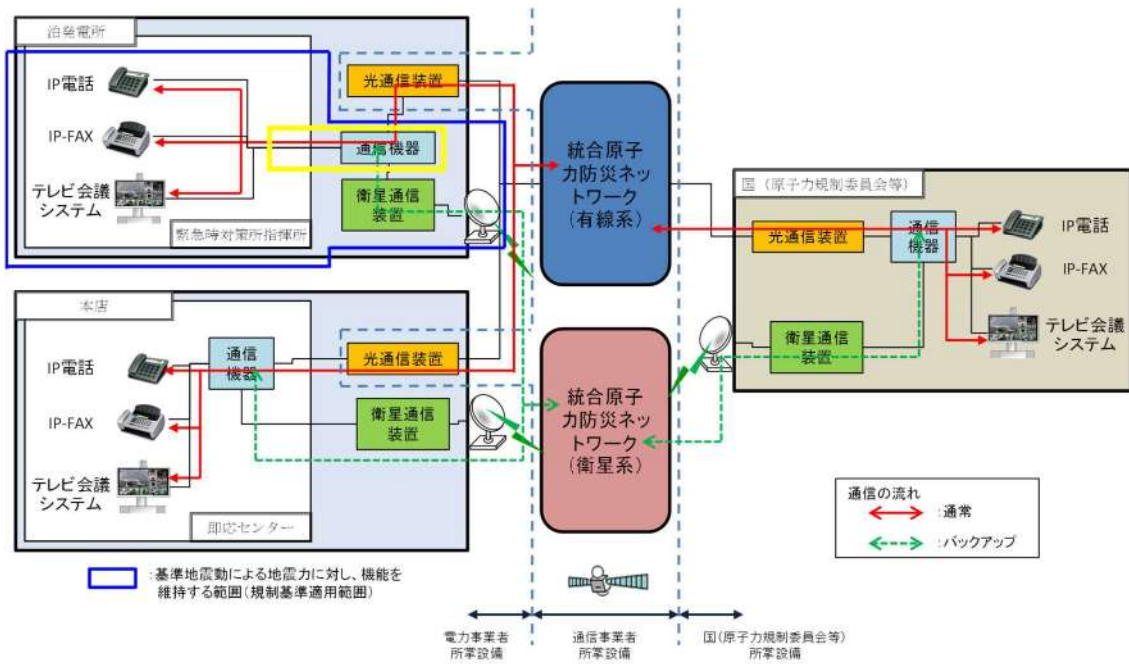 泊発電所
IP電話
IP-FAX
テレビ会議
システム
緊急時対策所指揮所
光通信装置
通信機器
衛星通信
装置
本店
IP電話
IP-FAX
テレビ会議
システム
即応センター
通信
機器
光通信装置
衛星通信
装置
統合原子
力防災ネッ
トワーク
(有線系)
統合原子
力防災ネッ
トワーク
(衛星系)
国(原子力規制委員会等)
光通信装置
通信
機器
衛星通信
装置
IP電話
IP-FAX
テレビ会議
システム
通信の流れ
:通常
:バックアップ
:基準地震動による地震力に対し、機能を
維持する範囲(規制基準適用範囲)
電力事業者
所掌設備
通信事業者
所掌設備
国(原子力規制委員会等)
所掌設備